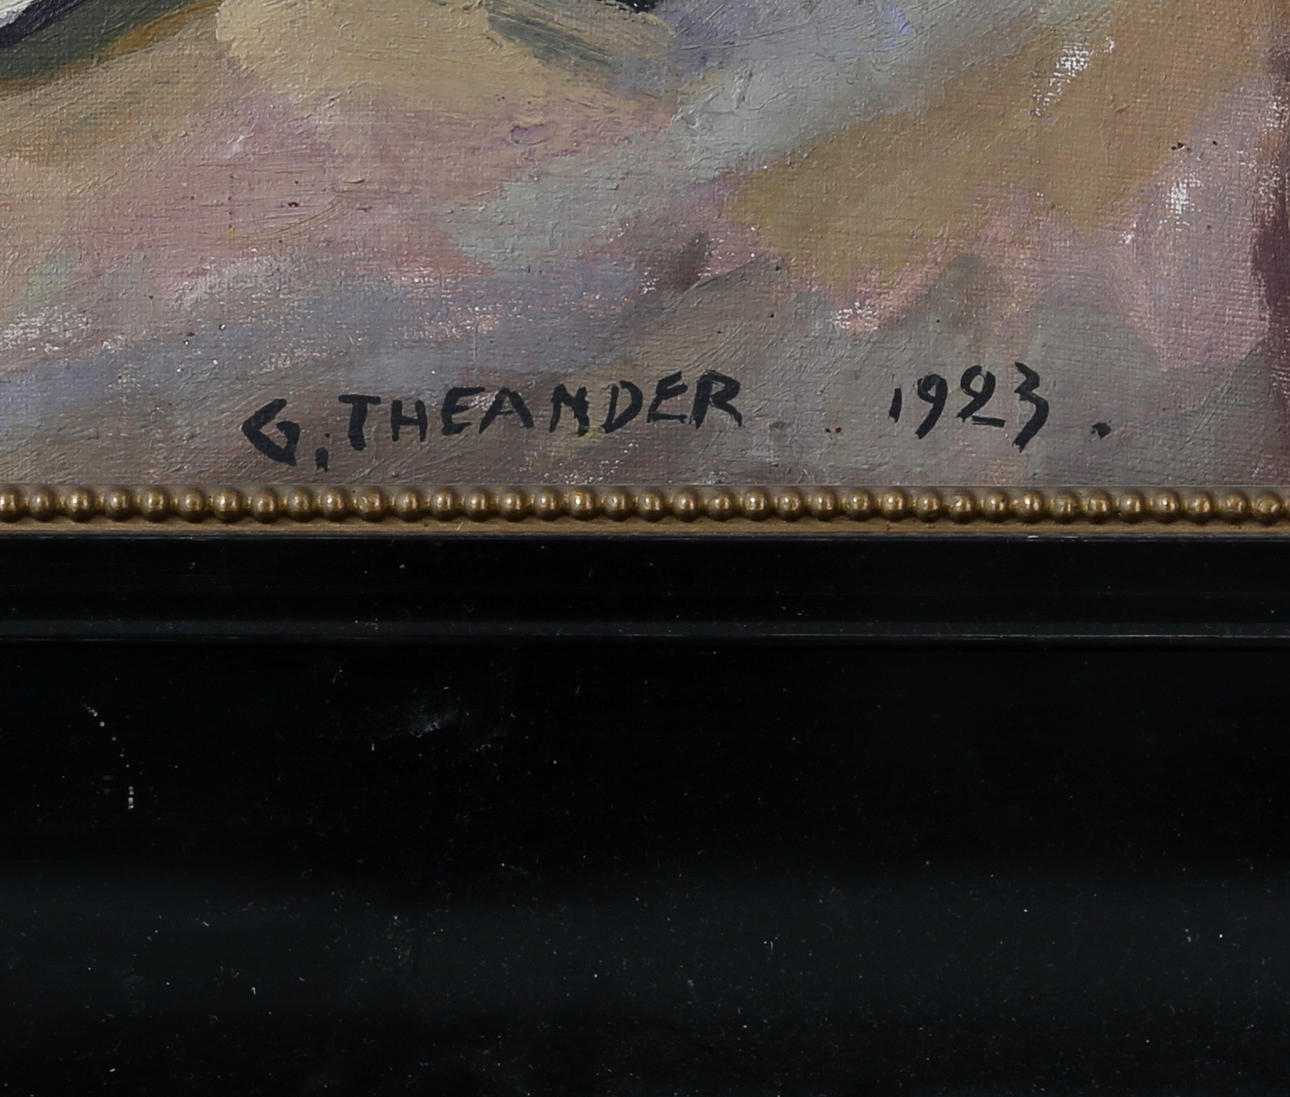 G. THEANDER 1923.